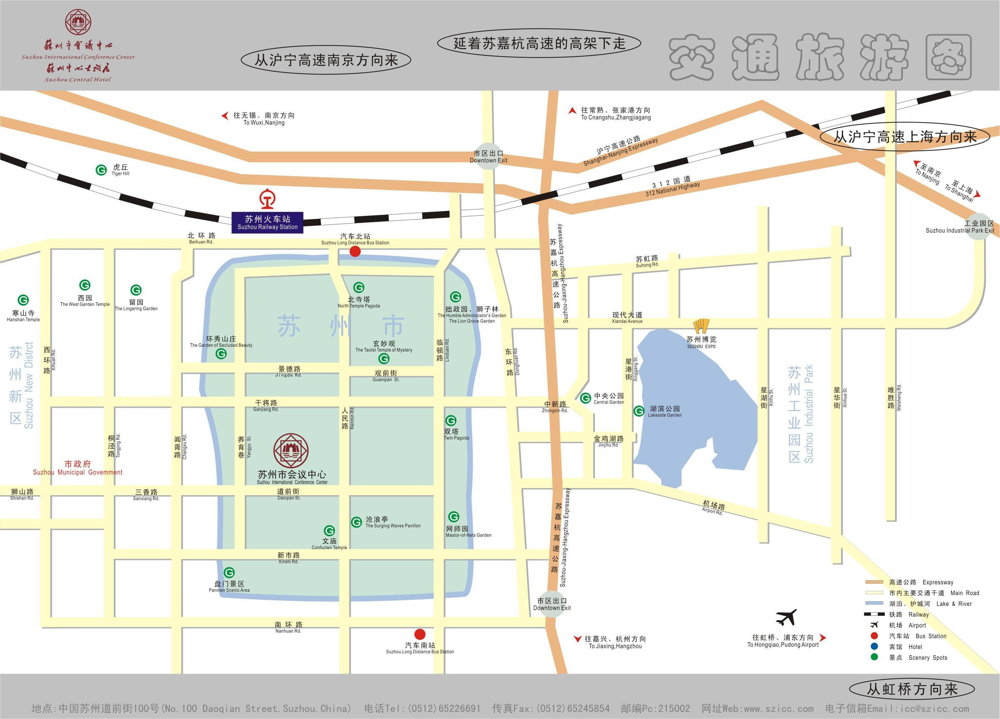 蘇州市會議中心
Suzhou International Conference Center
蘇州中心大酒店
Suzhou Central Hotel
从沪宁高速南京方向来
延着苏嘉杭高速的高架下走
交通旅游图
往无锡、南京方向
To Wuxi,Nanjing
往常熟、张家港方向
To Cnangshu,Zhangjiagang
从沪宁高速上海方向来
沪宁高速公路
Shanghai-Nanjing Expressway
市区出口
Downtown Exit
虎丘
TIger Hill
312国道
312 National Highway
至南京
To Nanjing
至上海
To Shanghai
苏州火车站
Suzhou Railway Station
工业园区
Suzhou Industrial Park Exit
北环路
Beihuan Rd.
汽车北站
Suzhou Long Distance Bus Station
苏嘉杭高速公路
Suzhou-Jiaxing-Hangzhou Expressway
苏虹路
Suhong Rd.
西园
The West Garden Temple
留园
The Lingering Garden
寒山寺
Hanshan Temple
北寺塔
North Temple Pagoda
拙政园、狮子林
The Humble Administator's Garden
The Lion Grove Garden
苏州市
现代大道
Xiandai Avenue
环秀山庄
The Garden of Secluded Beauty
玄妙观
The Taolst Temple of Mystery
临顿路
Linduen Rd.
苏州博览
SUZHOU EXPO
苏州新区
Suzhou New Distrct
西环路
Xihuan Rd.
东环路
Donghuan Rd.
星港街
Xinggang St.
景德路
Jingde Rd.
观前街
Guanqian St.
苏州工业园区
Suzhou Industrial Park
干将路
Ganjiang Rd.
人民路
Renmin Rd.
中新路
Zhongxin Rd.
中央公园
Central Garden
湖滨公园
Lakeside Garden
星湖街
Xinhu St.
星华街
Xinhua St.
唯胜路
Weisheng Rd.
双塔
Twin Pagoda
金鸡湖路
Jinjihu Rd.
桐泾路
Tongjing Rd.
阊胥路
Changxu Rd.
养育巷
Yangyu St.
市政府
Suzhou Municipal Govemment
苏州市会议中心
Suzhou International Conference Center
狮山路
Shishan Rd.
三香路
Sanxiang Rd.
道前街
Daoqian St.
苏嘉杭高速公路
Suzhou-Jiaxing-Hangzhou Expressway
机场路
Airport Rd.
沧浪亭
The Surging Waves Pavillon
文庙
Confuclen Temple
网师园
Mastor-of-Nets Garden
新市路
Xinshi Rd.
盘门景区
Panmen Scenlc Area
市区出口
Downtown Exit
南环路
Nanhuan Rd.
汽车南站
Suzhou Long Distance Bus Station
往嘉兴、杭州方向
To Jiaxing,Hangzhou
往虹桥、浦东方向
To Hongqiao,Pudong Airport
高速公路 Expressway
市内主要交通干道 Main Road
湖泊、护城河 Lake & River
铁路 Railway
机场 Airport
汽车站 Bus Station
宾馆 Hotel
景点 Scenery Spots
从虹桥方向来
地点:中国苏州道前街100号(No.100 Daoqian Street.Suzhou.China) 电话Tel:(0512)65226691 传真Fax:(0512)65245854 邮编Pc:215002 网址Web:www.szicc.com 电子信箱Email:icc@szicc.com